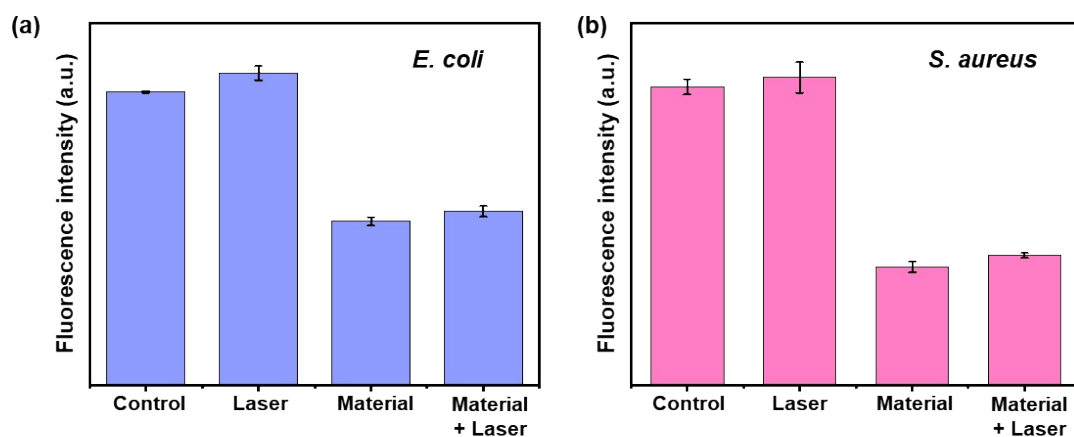 (a)
E. coli
Fluorescence intensity (a.u.)
Control
Laser
Material
Material
+ Laser
(b)
S. aureus
Fluorescence intensity (a.u.)
Control
Laser
Material
Material
+ Laser